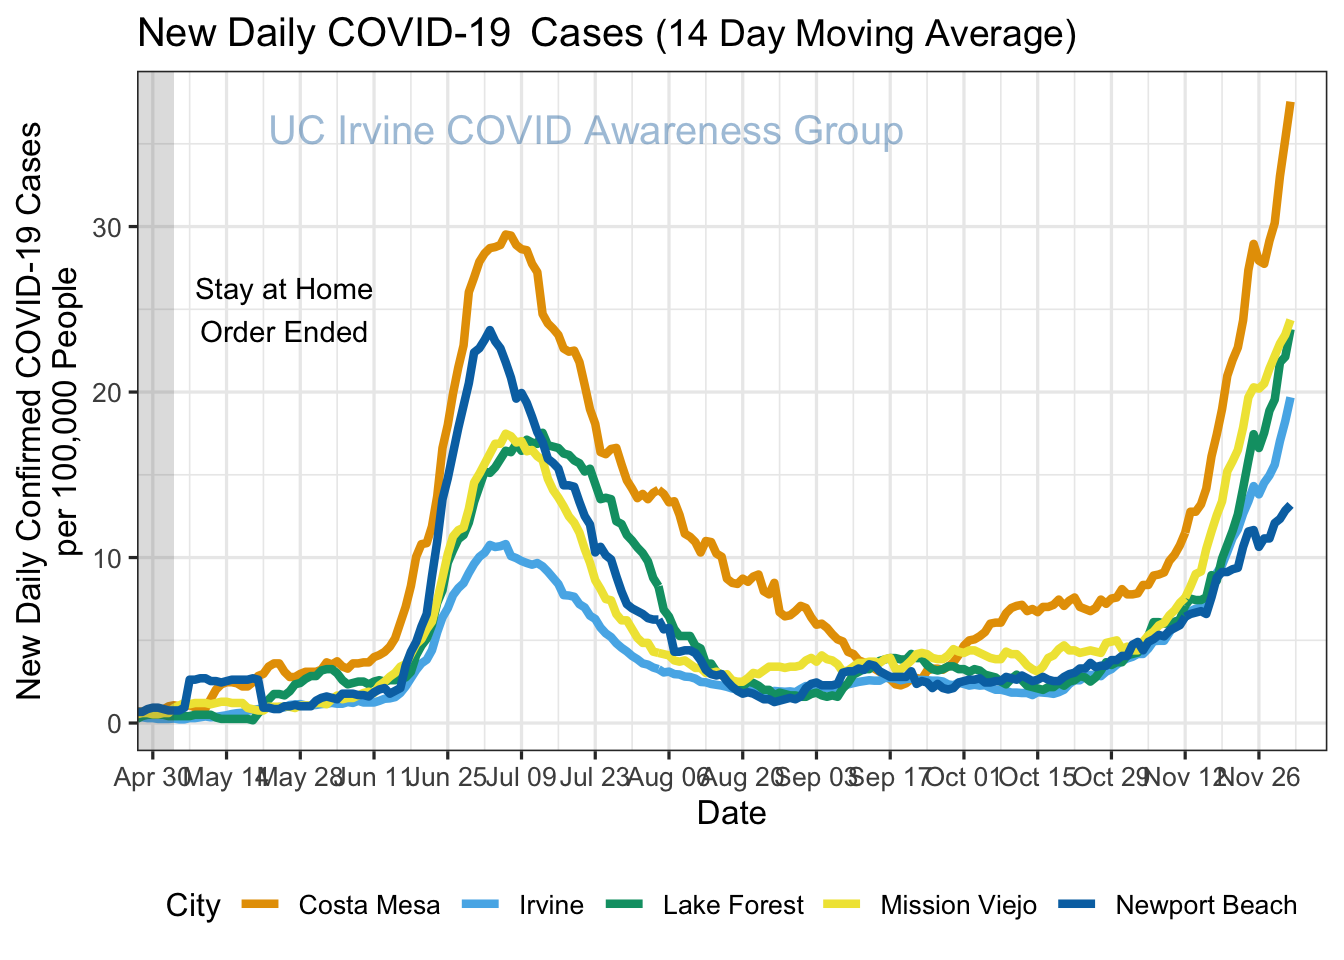 New Daily COVID-19 Cases (14 Day Moving Average)
UC Irvine COVID Awareness Group
Stay at Home
Order Ended
New Daily Confirmed COVID-19 Cases
per 100,000 People
30
20
10
0
Apr 30 May 14 May 28 Jun 11 Jun 25 Jul 09 Jul 23 Aug 06 Aug 20 Sep 03 Sep 17 Oct 01 Oct 15 Oct 29 Nov 12 Nov 26
Date
City Costa Mesa Irvine Lake Forest Mission Viejo Newport Beach